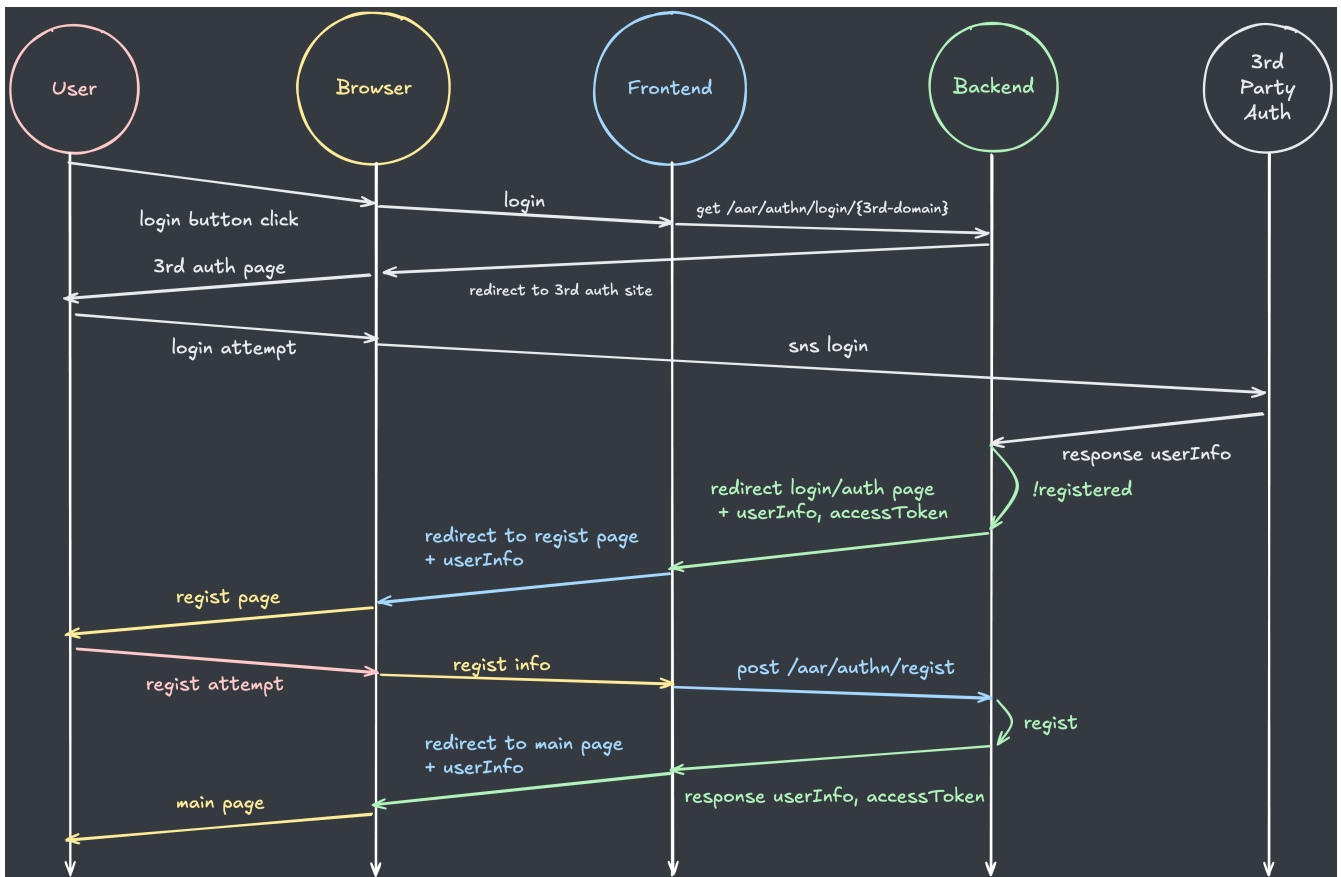 User
Browser
Frontend
Backend
3rd
Party
Auth
login button click
login
get /aar/authn/login/{3rd-domain}
3rd auth page
redirect to 3rd auth site
login attempt
sns login
response userInfo
!registered
redirect login/auth page
+ userInfo, accessToken
redirect to regist page
+ userInfo
regist page
regist attempt
regist info
post /aar/authn/regist
regist
redirect to main page
+ userInfo
response userInfo, accessToken
main page